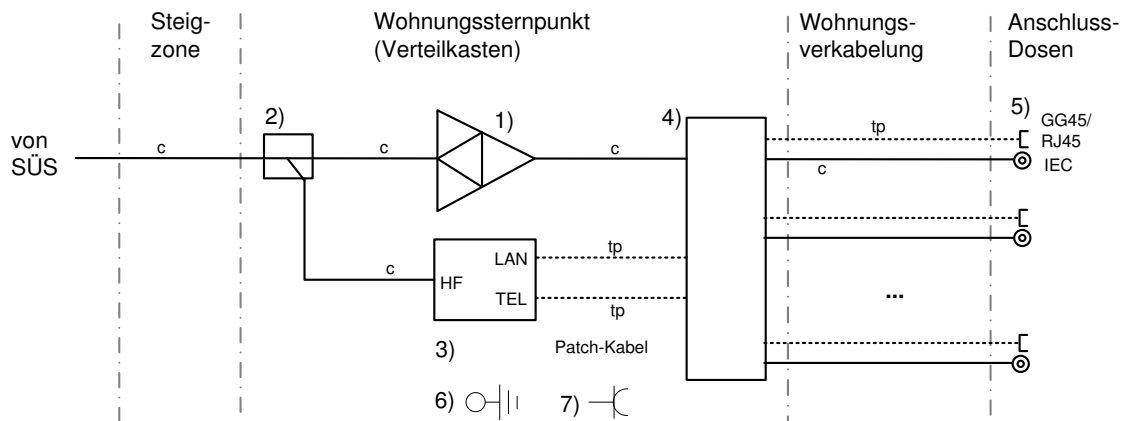 Steig-
zone
Wohnungssternpunkt
(Verteilkasten)
Wohnungs-
verkabelung
Anschluss-
Dosen
von
SÜS
c
2)
c
1)
c
4)
tp
c
5)
GG45/
RJ45
IEC
c
HF
LAN
TEL
tp
tp
...
3)
Patch-Kabel
6)
7)